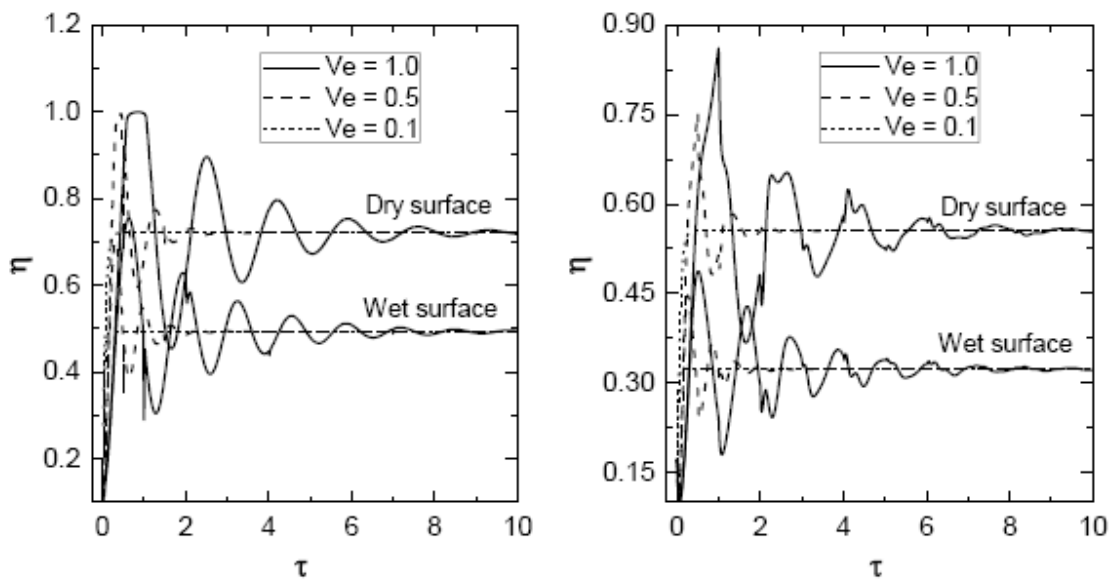 1.2
1.0
0.8
0.6
0.4
0.2
η
Ve = 1.0
Ve = 0.5
Ve = 0.1
Dry surface
Wet surface
0 2 4 6 8 10
τ
0.90
0.75
0.60
0.45
0.30
0.15
η
Ve = 1.0
Ve = 0.5
Ve = 0.1
Dry surface
Wet surface
0 2 4 6 8 10
τ